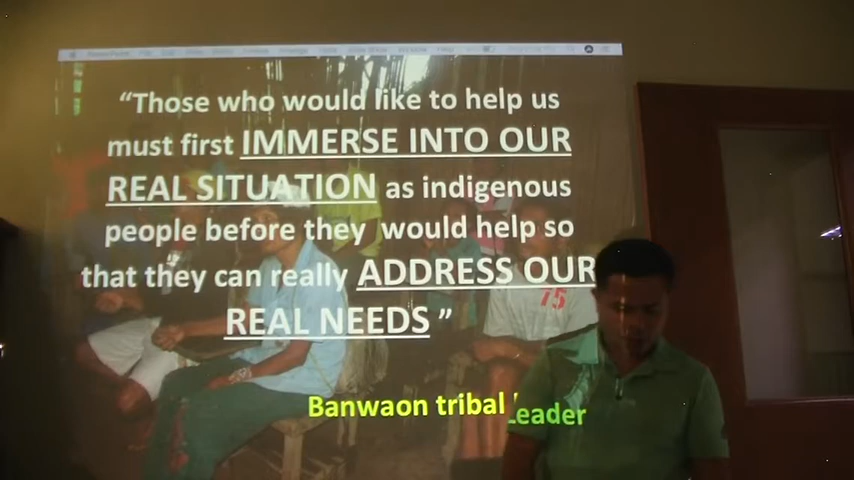 “Those who would like to help us
must first IMMERSE INTO OUR
REAL SITUATION as indigenous
people before they would help so
that they can really ADDRESS OUR
REAL NEEDS ”
75
Banwaon tribal Leader